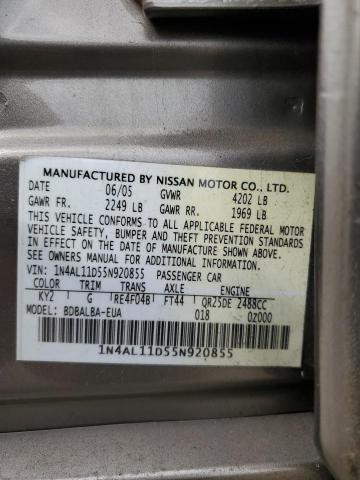 MANUFACTURED BY NISSAN MOTOR CO., LTD.
DATE 06/05 GVWR 4202 LB
GAWR FR. 2249 LB GAWR RR. 1969 LB
THIS VEHICLE CONFORMS TO ALL APPLICABLE FEDERAL MOTOR
VEHICLE SAFETY, BUMPER, AND THEFT PREVENTION STANDARDS
IN EFFECT ON THE DATE OF MANUFACTURE SHOWN ABOVE.
SEE OWNERS MANUAL FOR ADDITIONAL INFORMATION.
VIN: 1N4AL11D55N920855 PASSENGER CAR
COLOR TRIM TRANS AXLE ENGINE
KY2 G RE4F04B FT44 QR25DE 2488CC
MODEL: BDBALBA-EUA 018 0Z000
1N4AL11D55N920855